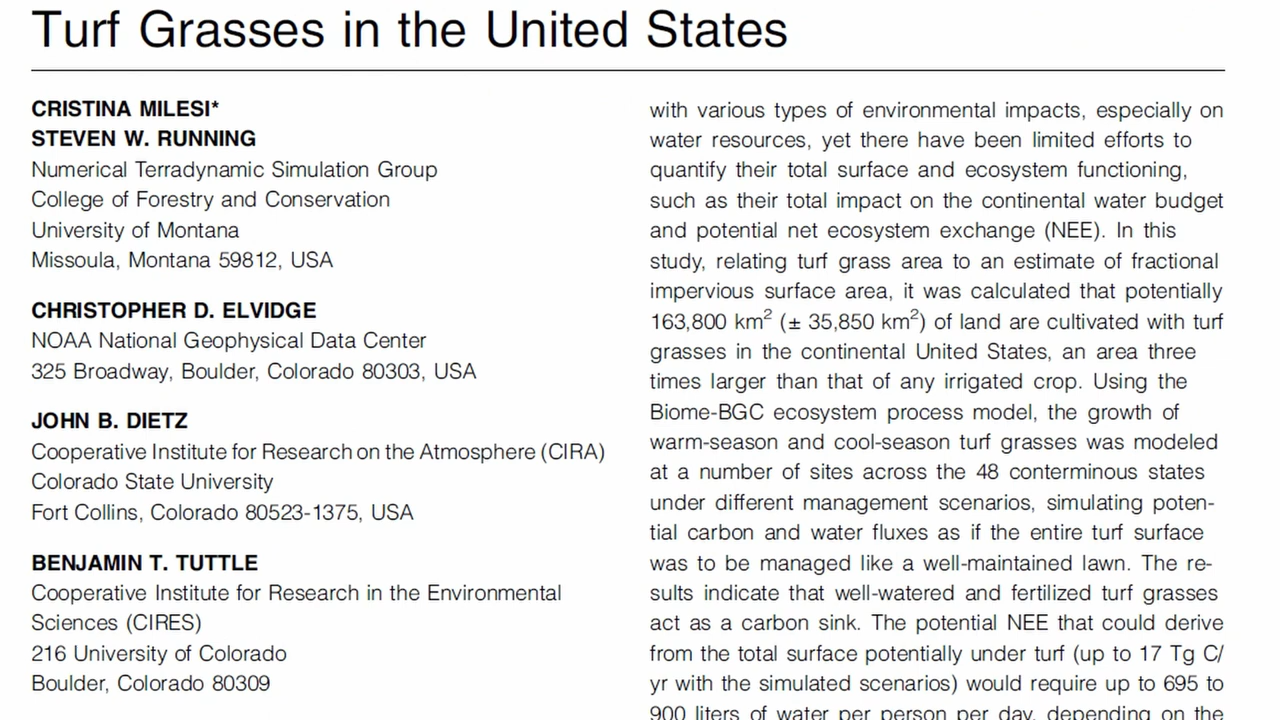 Turf Grasses in the United States
CRISTINA MILESI*
STEVEN W. RUNNING
Numerical Terradynamic Simulation Group
College of Forestry and Conservation
University of Montana
Missoula, Montana 59812, USA
CHRISTOPHER D. ELVIDGE
NOAA National Geophysical Data Center
325 Broadway, Boulder, Colorado 80303, USA
JOHN B. DIETZ
Cooperative Institute for Research on the Atmosphere (CIRA)
Colorado State University
Fort Collins, Colorado 80523-1375, USA
BENJAMIN T. TUTTLE
Cooperative Institute for Research in the Environmental
Sciences (CIRES)
216 University of Colorado
Boulder, Colorado 80309
with various types of environmental impacts, especially on
water resources, yet there have been limited efforts to
quantify their total surface and ecosystem functioning,
such as their total impact on the continental water budget
and potential net ecosystem exchange (NEE). In this
study, relating turf grass area to an estimate of fractional
impervious surface area, it was calculated that potentially
163,800 km² (± 35,850 km²) of land are cultivated with turf
grasses in the continental United States, an area three
times larger than that of any irrigated crop. Using the
Biome-BGC ecosystem process model, the growth of
warm-season and cool-season turf grasses was modeled
at a number of sites across the 48 conterminous states
under different management scenarios, simulating poten-
tial carbon and water fluxes as if the entire turf surface
was to be managed like a well-maintained lawn. The re-
sults indicate that well-watered and fertilized turf grasses
act as a carbon sink. The potential NEE that could derive
from the total surface potentially under turf (up to 17 Tg C/
yr with the simulated scenarios) would require up to 695 to
900 liters of water per person per day, depending on the